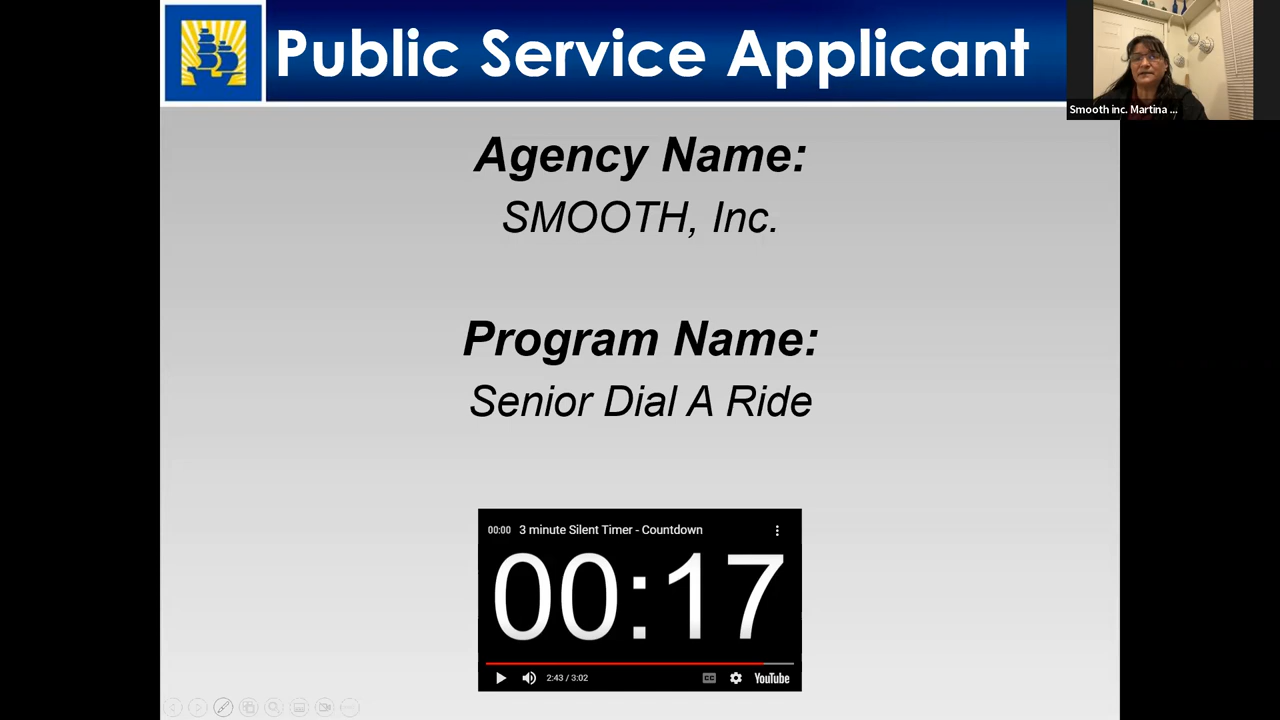 Public Service Applicant
Smooth inc. Martina ...
Agency Name:
SMOOTH, Inc.
Program Name:
Senior Dial A Ride
00:00 3 minute Silent Timer - Countdown
00:17
2:43 / 3:02
CC
YouTube